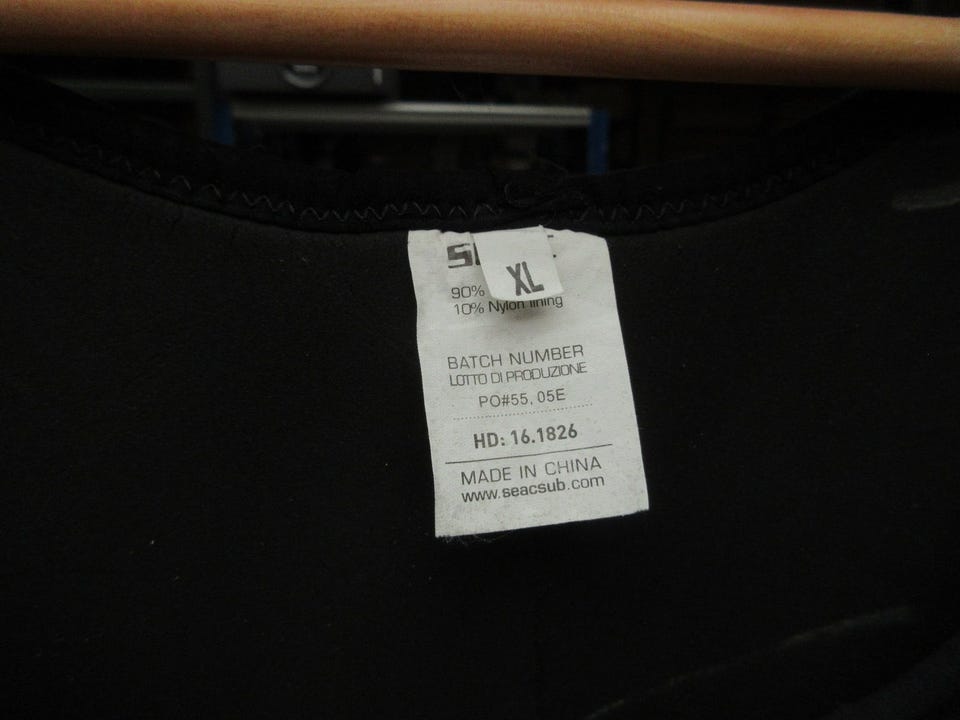 XL
90%
10% Nylon lining
BATCH NUMBER
LOTTO DI PRODUZIONE
PO#55, 05E
HD: 16.1826
MADE IN CHINA
www.seacsub.com